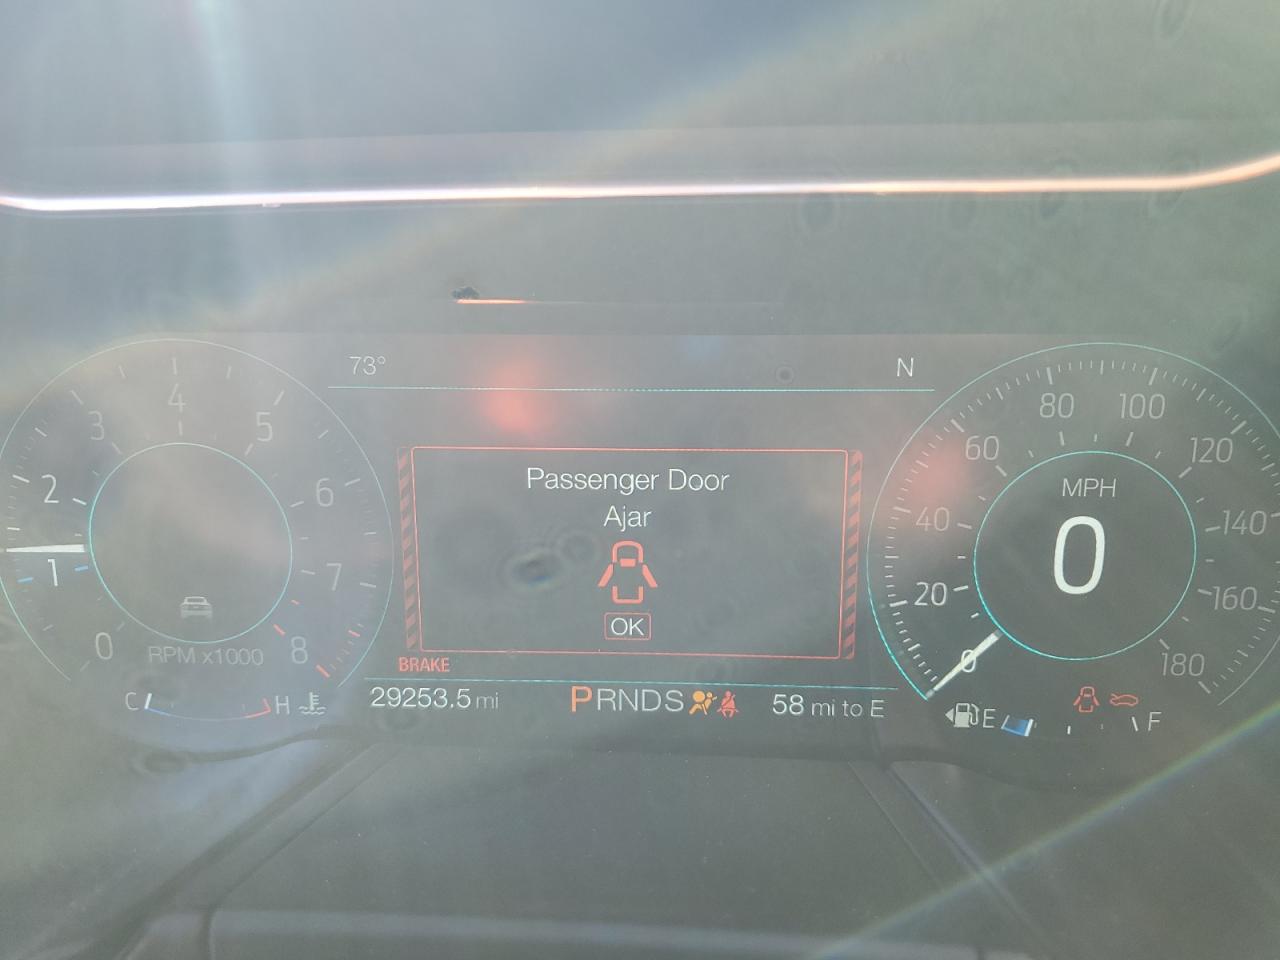 73° N
Passenger Door
Ajar
OK
BRAKE
29253.5 mi PRNDS 58 mi to E
0 1 2 3 4 5 6 7 8
RPM x1000
C H
MPH
0
0 20 40 60 80 100 120 140 160 180
E F